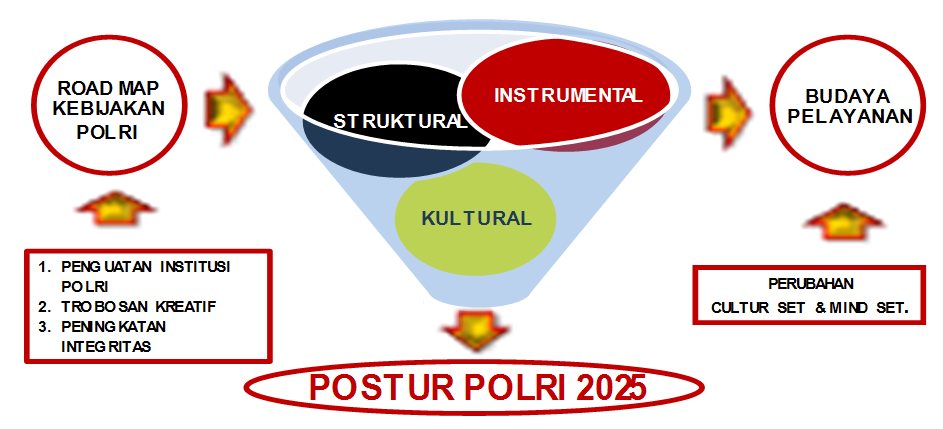 ROAD MAP
KEBIJAKAN
POLRI
STRUKTURAL
INSTRUMENTAL
KULTURAL
BUDAYA
PELAYANAN
1. PENGUATAN INSTITUSI
POLRI
2. TROBOSAN KREATIF
3. PENINGKATAN
INTEGRITAS
PERUBAHAN
CULTUR SET & MIND SET.
POSTUR POLRI 2025